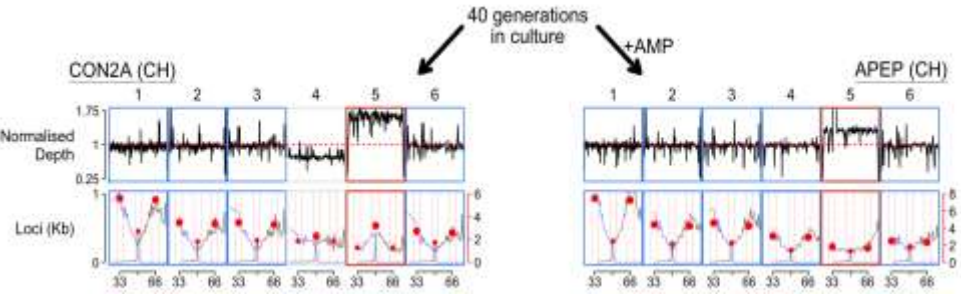 40 generations
in culture
+AMP
CON2A (CH)
APEP (CH)
1 2 3 4 5 6
1 2 3 4 5 6
1.75
Normalised
Depth
1
0.25
1
Loci (Kb)
0
6
4
2
0
8
6
4
2
0
33 66 33 66 33 66 33 66 33 66 33 66
33 66 33 66 33 66 33 66 33 66 33 66